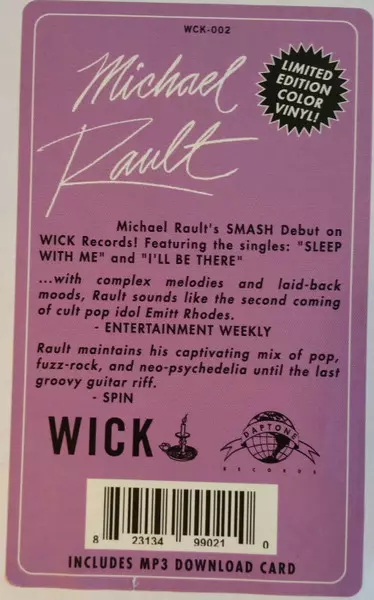 WCK-002
Michael
Rault
LIMITED
EDITION
COLOR
VINYL!
Michael Rault's SMASH Debut on
WICK Records! Featuring the singles: "SLEEP
WITH ME" and "I'LL BE THERE"
...with complex melodies and laid-back
moods, Rault sounds like the second coming
of cult pop idol Emitt Rhodes.
- ENTERTAINMENT WEEKLY
Rault maintains his captivating mix of pop,
fuzz-rock, and neo-psychedelia until the last
groovy guitar riff.
- SPIN
WICK
DAPTONE
RECORDS
8 23134 99021 0
INCLUDES MP3 DOWNLOAD CARD